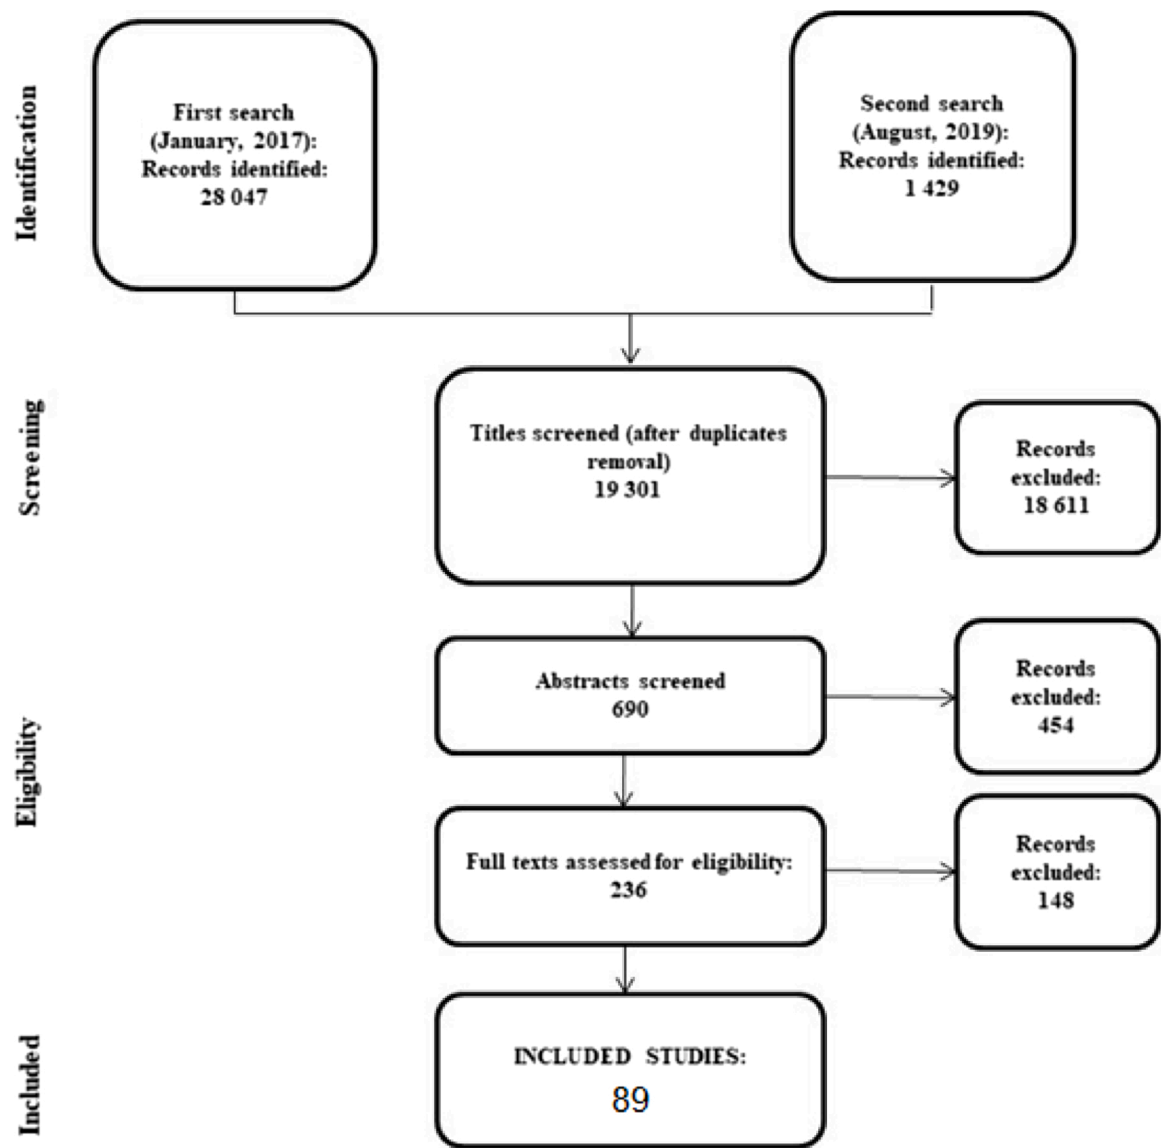 Identification
First search
(January, 2017):
Records identified:
28 047
Second search
(August, 2019):
Records identified:
1 429
Screening
Titles screened (after duplicates
removal)
19 301
Records
excluded:
18 611
Eligibility
Abstracts screened
690
Records
excluded:
454
Full texts assessed for eligibility:
236
Records
excluded:
148
Included
INCLUDED STUDIES:
89